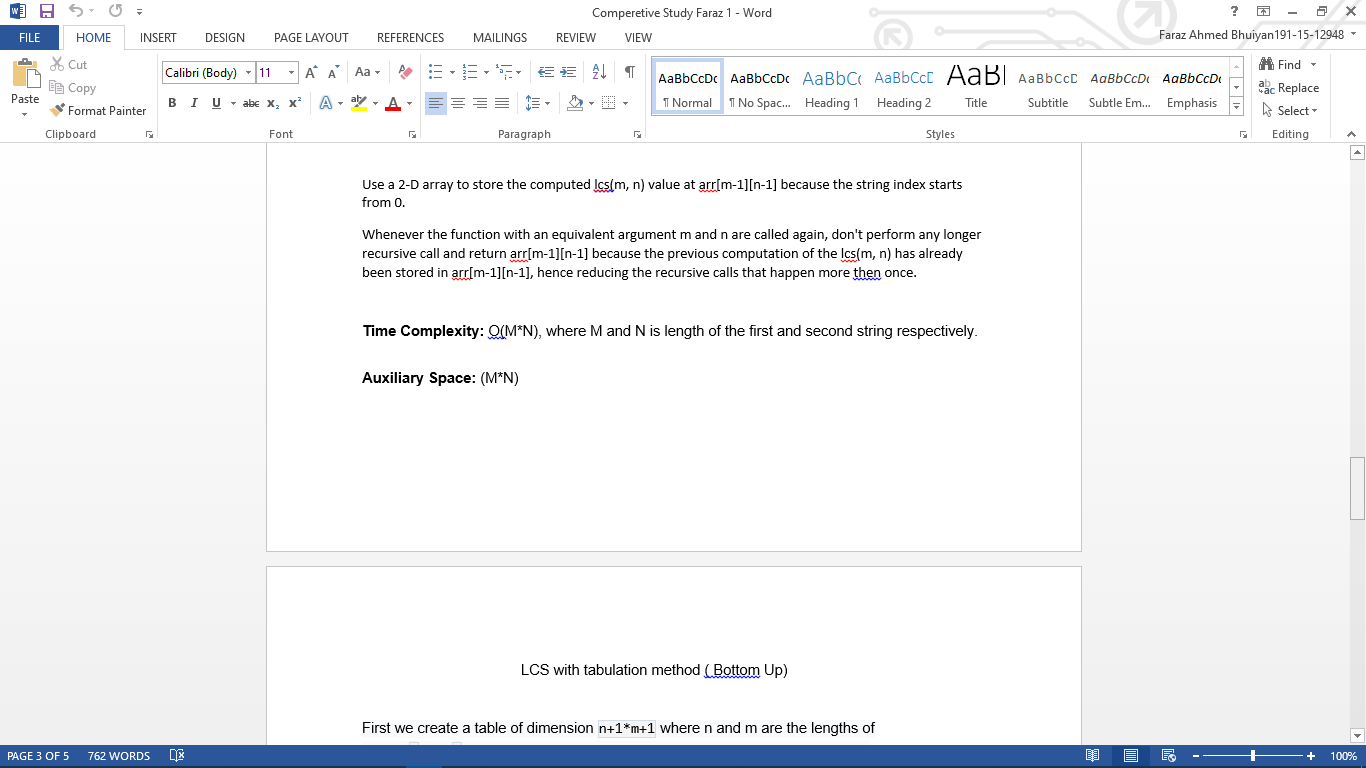 Comperetive Study Faraz 1 - Word
?
FILE HOME INSERT DESIGN PAGE LAYOUT REFERENCES MAILINGS REVIEW VIEW
Faraz Ahmed Bhuiyan191-15-12948
Paste
Cut
Copy
Format Painter
Clipboard
Calibri (Body) 11
B I U abc x2 x2
Font
Paragraph
AaBbCcDc AaBbCcDc AaBbCc AaBbCcD AaBl AaBbCcD AaBbCcDc AaBbCcDc
¶ Normal ¶ No Spac... Heading 1 Heading 2 Title Subtitle Subtle Em... Emphasis
Styles
Find
Replace
Select
Editing
Use a 2-D array to store the computed lcs(m, n) value at arr[m-1][n-1] because the string index starts
from 0.
Whenever the function with an equivalent argument m and n are called again, don't perform any longer
recursive call and return arr[m-1][n-1] because the previous computation of the lcs(m, n) has already
been stored in arr[m-1][n-1], hence reducing the recursive calls that happen more then once.
Time Complexity: O(M*N), where M and N is length of the first and second string respectively.
Auxiliary Space: (M*N)
LCS with tabulation method ( Bottom Up)
First we create a table of dimension n+1*m+1 where n and m are the lengths of
PAGE 3 OF 5 762 WORDS
100%